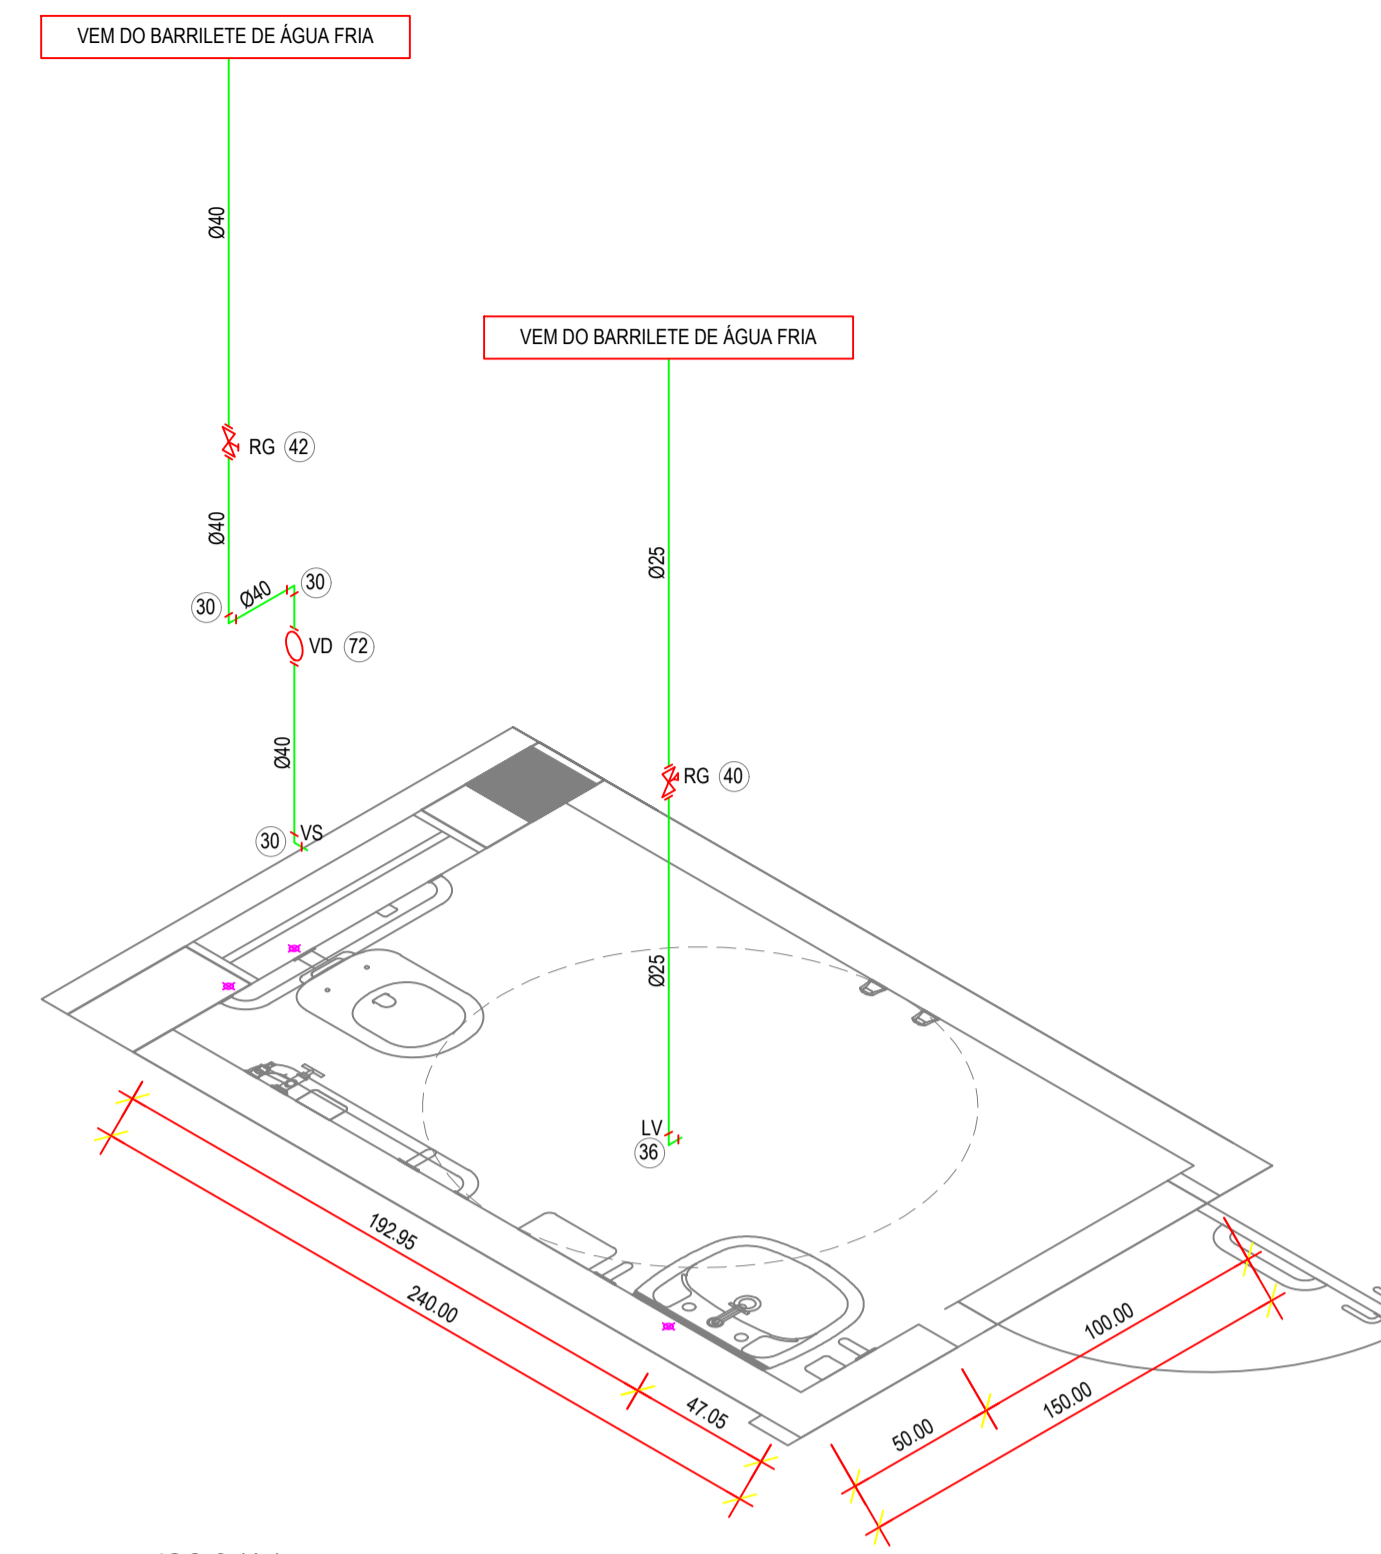 VEM DO BARRILETE DE ÁGUA FRIA
Ø40
VEM DO BARRILETE DE ÁGUA FRIA
RG 42
Ø40
Ø25
30
Ø40
30
VD 72
Ø40
RG 40
VS
30
Ø25
LV
36
192.95
240.00
47.05
100.00
150.00
50.00